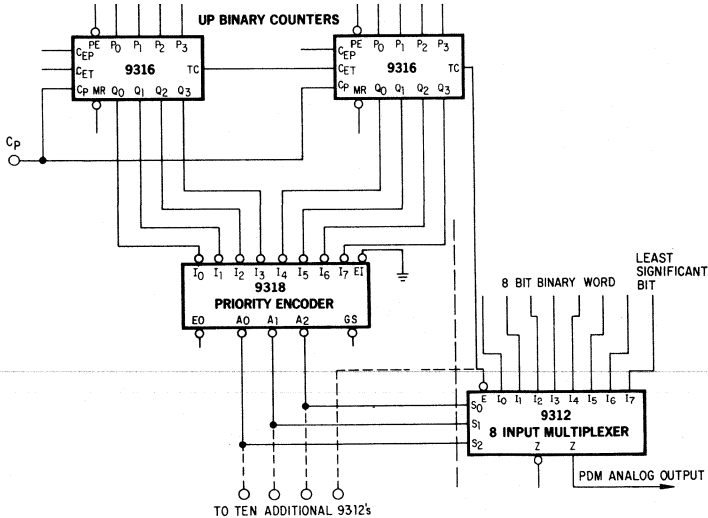 UP BINARY COUNTERS
PE P0 P1 P2 P3
CEP
CET 9316 TC
CP MR Q0 Q1 Q2 Q3
PE P0 P1 P2 P3
CEP
CET 9316 TC
CP MR Q0 Q1 Q2 Q3
CP
I0 I1 I2 I3 I4 I5 I6 I7 EI
9318
PRIORITY ENCODER
EO A0 A1 A2 GS
8 BIT BINARY WORD
LEAST
SIGNIFICANT
BIT
E I0 I1 I2 I3 I4 I5 I6 I7
S0 9312
S1 8 INPUT MULTIPLEXER
S2 Z Z
PDM ANALOG OUTPUT
TO TEN ADDITIONAL 9312's